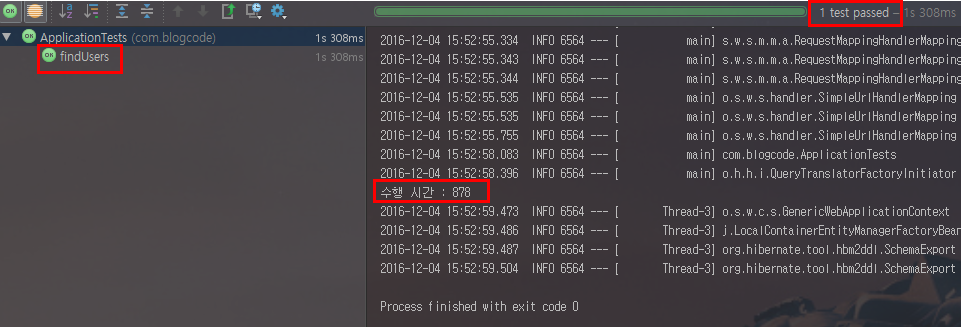 1 test passed – 1s 308ms
ApplicationTests (com.blogcode) 1s 308ms
OK findUsers 1s 308ms
2016-12-04 15:52:55.334 INFO 6564 --- [ main] s.w.s.m.m.a.RequestMappingHandlerMapping
2016-12-04 15:52:55.343 INFO 6564 --- [ main] s.w.s.m.m.a.RequestMappingHandlerMapping
2016-12-04 15:52:55.344 INFO 6564 --- [ main] s.w.s.m.m.a.RequestMappingHandlerMapping
2016-12-04 15:52:55.535 INFO 6564 --- [ main] o.s.w.s.handler.SimpleUrlHandlerMapping
2016-12-04 15:52:55.535 INFO 6564 --- [ main] o.s.w.s.handler.SimpleUrlHandlerMapping
2016-12-04 15:52:55.755 INFO 6564 --- [ main] o.s.w.s.handler.SimpleUrlHandlerMapping
2016-12-04 15:52:58.083 INFO 6564 --- [ main] com.blogcode.ApplicationTests
2016-12-04 15:52:58.396 INFO 6564 --- [ main] o.h.h.i.QueryTranslatorFactoryInitiator
수행 시간 : 878
2016-12-04 15:52:59.473 INFO 6564 --- [ Thread-3] o.s.w.c.s.GenericWebApplicationContext
2016-12-04 15:52:59.486 INFO 6564 --- [ Thread-3] j.LocalContainerEntityManagerFactoryBean
2016-12-04 15:52:59.487 INFO 6564 --- [ Thread-3] org.hibernate.tool.hbm2ddl.SchemaExport
2016-12-04 15:52:59.504 INFO 6564 --- [ Thread-3] org.hibernate.tool.hbm2ddl.SchemaExport
Process finished with exit code 0